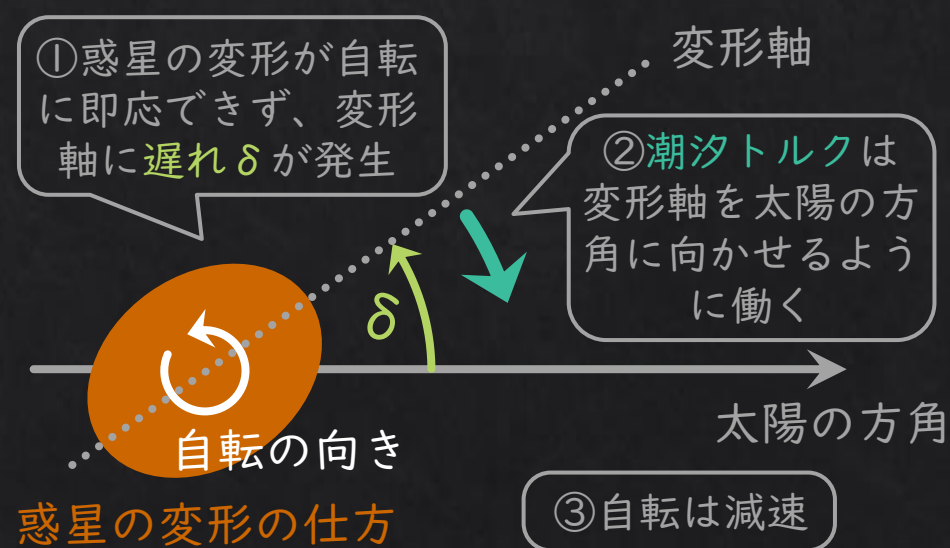 ①惑星の変形が自転
に即応できず、変形
軸に遅れδが発生
変形軸
②潮汐トルクは
変形軸を太陽の方
角に向かせるよう
に働く
δ
太陽の方角
自転の向き
惑星の変形の仕方
③自転は減速